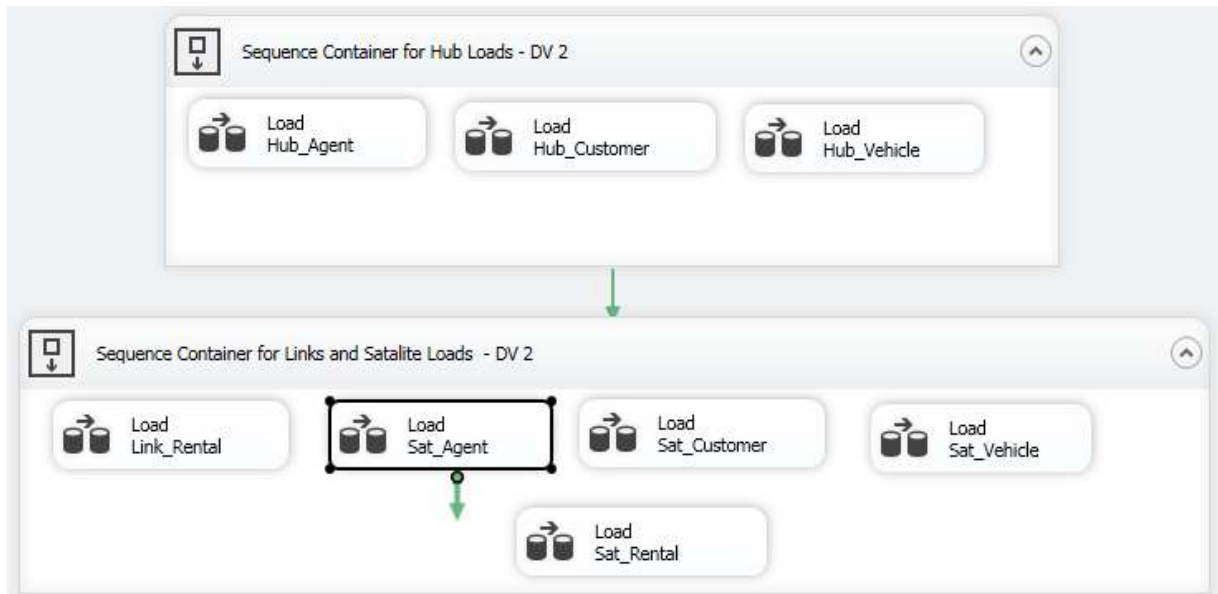 Sequence Container for Hub Loads - DV 2
Load
Hub_Agent
Load
Hub_Customer
Load
Hub_Vehicle
Sequence Container for Links and Satalite Loads - DV 2
Load
Link_Rental
Load
Sat_Agent
Load
Sat_Customer
Load
Sat_Vehicle
Load
Sat_Rental